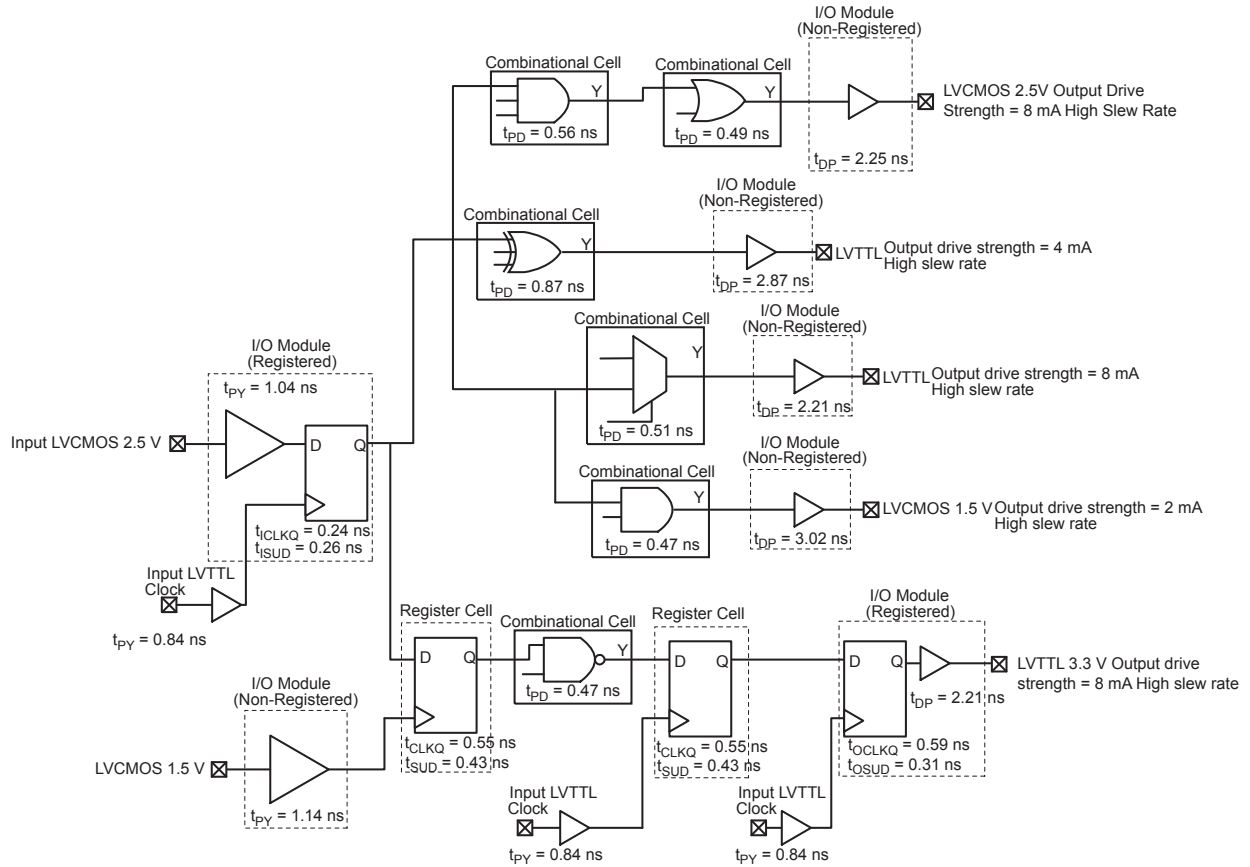 I/O Module
(Non-Registered)
Combinational Cell
Y
tPD = 0.56 ns
Combinational Cell
Y
tPD = 0.49 ns
tDP = 2.25 ns
LVCMOS 2.5V Output Drive
Strength = 8 mA High Slew Rate
I/O Module
(Non-Registered)
Combinational Cell
Y
tPD = 0.87 ns
tDP = 2.87 ns
LVTTL Output drive strength = 4 mA
High slew rate
Combinational Cell
Y
tPD = 0.51 ns
I/O Module
(Non-Registered)
tDP = 2.21 ns
LVTTL Output drive strength = 8 mA
High slew rate
I/O Module
(Registered)
tPY = 1.04 ns
Input LVCMOS 2.5 V
D
Q
tICLKQ = 0.24 ns
tISUD = 0.26 ns
Input LVTTL
Clock
tPY = 0.84 ns
Combinational Cell
Y
tPD = 0.47 ns
I/O Module
(Non-Registered)
tDP = 3.02 ns
LVCMOS 1.5 V Output drive strength = 2 mA
High slew rate
I/O Module
(Non-Registered)
LVCMOS 1.5 V
tPY = 1.14 ns
Register Cell
D
Q
tCLKQ = 0.55 ns
tSUD = 0.43 ns
Combinational Cell
Y
tPD = 0.47 ns
Register Cell
D
Q
tCLKQ = 0.55 ns
tSUD = 0.43 ns
Input LVTTL
Clock
tPY = 0.84 ns
I/O Module
(Registered)
D
Q
tDP = 2.21 ns
tOCLKQ = 0.59 ns
tOSUD = 0.31 ns
LVTTL 3.3 V Output drive
strength = 8 mA High slew rate
Input LVTTL
Clock
tPY = 0.84 ns